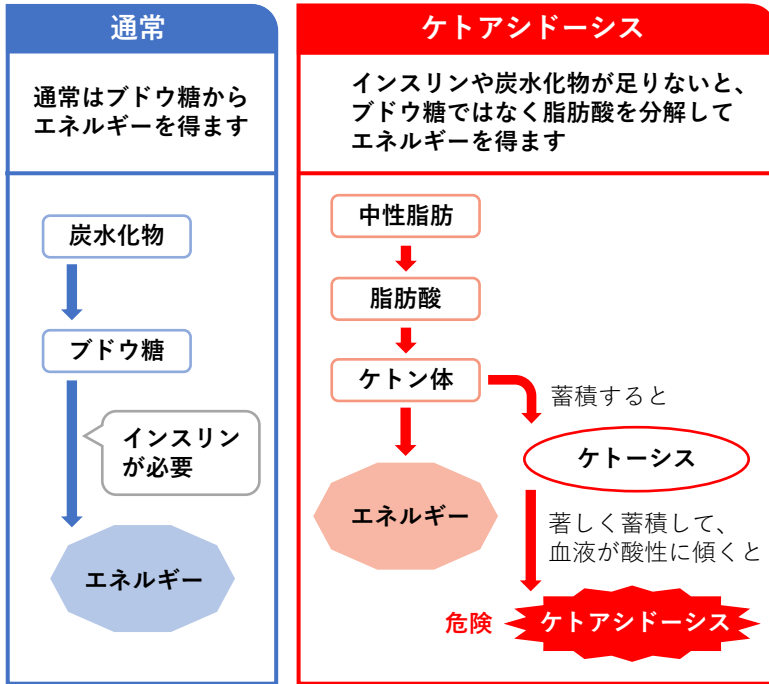 通常
通常はブドウ糖から
エネルギーを得ます
炭水化物
ブドウ糖
インスリン
が必要
エネルギー
ケトアシドーシス
インスリンや炭水化物が足りないと、
ブドウ糖ではなく脂肪酸を分解して
エネルギーを得ます
中性脂肪
脂肪酸
ケトン体
エネルギー
蓄積すると
ケトーシス
著しく蓄積して、
血液が酸性に傾くと
危険
ケトアシドーシス